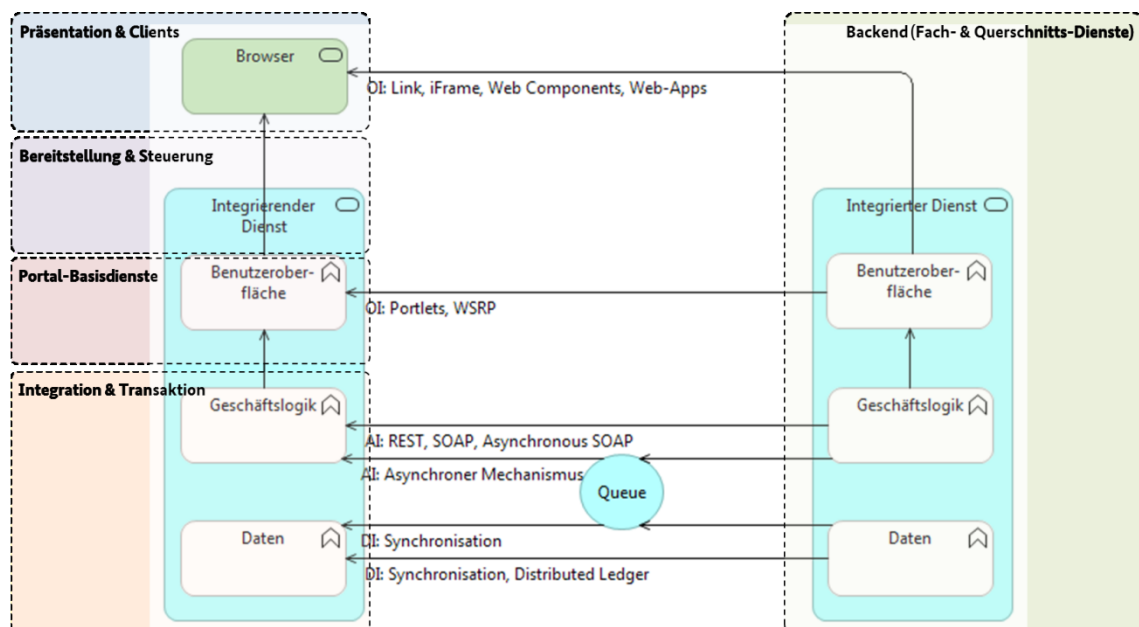 Präsentation & Clients
Backend (Fach- & Querschnitts-Dienste)
Browser
OI: Link, iFrame, Web Components, Web-Apps
Bereitstellung & Steuerung
Integrierender
Dienst
Integrierter Dienst
Portal-Basisdienste
Benutzerober-
fläche
Benutzerober-
fläche
OI: Portlets, WSRP
Integration & Transaktion
Geschäftslogik
Geschäftslogik
AI: REST, SOAP, Asynchronous SOAP
AI: Asynchroner Mechanismus
Queue
Daten
Daten
DI: Synchronisation
DI: Synchronisation, Distributed Ledger